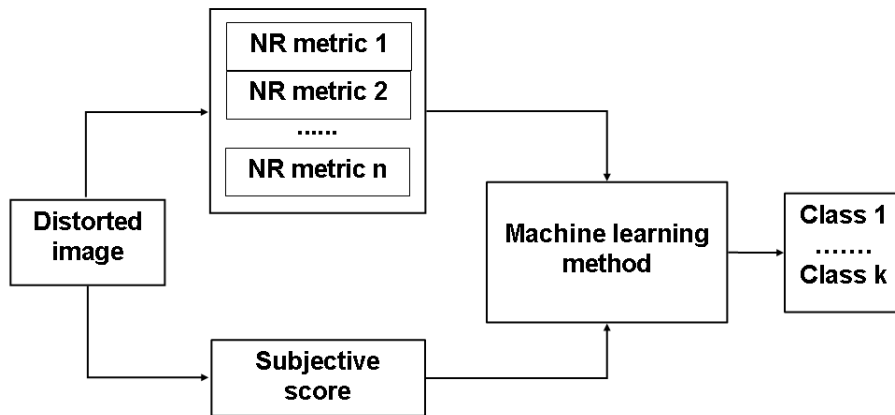 NR metric 1
NR metric 2
......
NR metric n
Distorted
image
Machine learning
method
Class 1
.......
Class k
Subjective
score